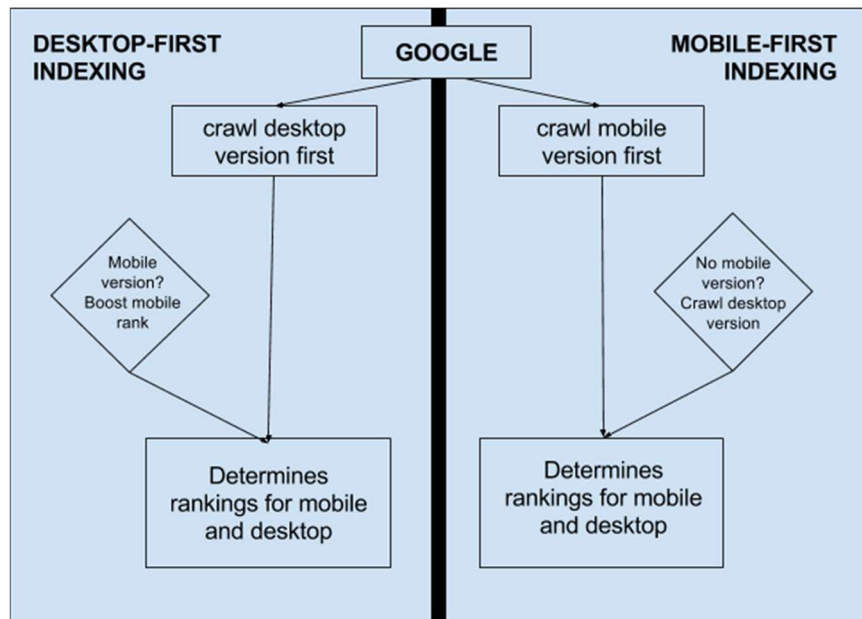 DESKTOP-FIRST
INDEXING
GOOGLE
MOBILE-FIRST
INDEXING
crawl desktop
version first
crawl mobile
version first
Mobile
version?
Boost mobile
rank
No mobile
version?
Crawl desktop
version
Determines
rankings for mobile
and desktop
Determines
rankings for mobile
and desktop